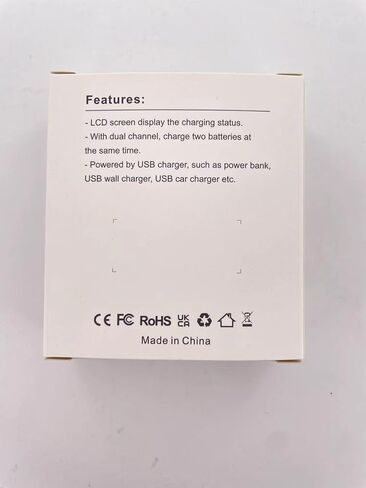 Features:
- LCD screen display the charging status.
- With dual channel, charge two batteries at
the same time.
- Powered by USB charger, such as power bank,
USB wall charger, USB car charger etc.
CE FC RoHS UK CA
Made in China